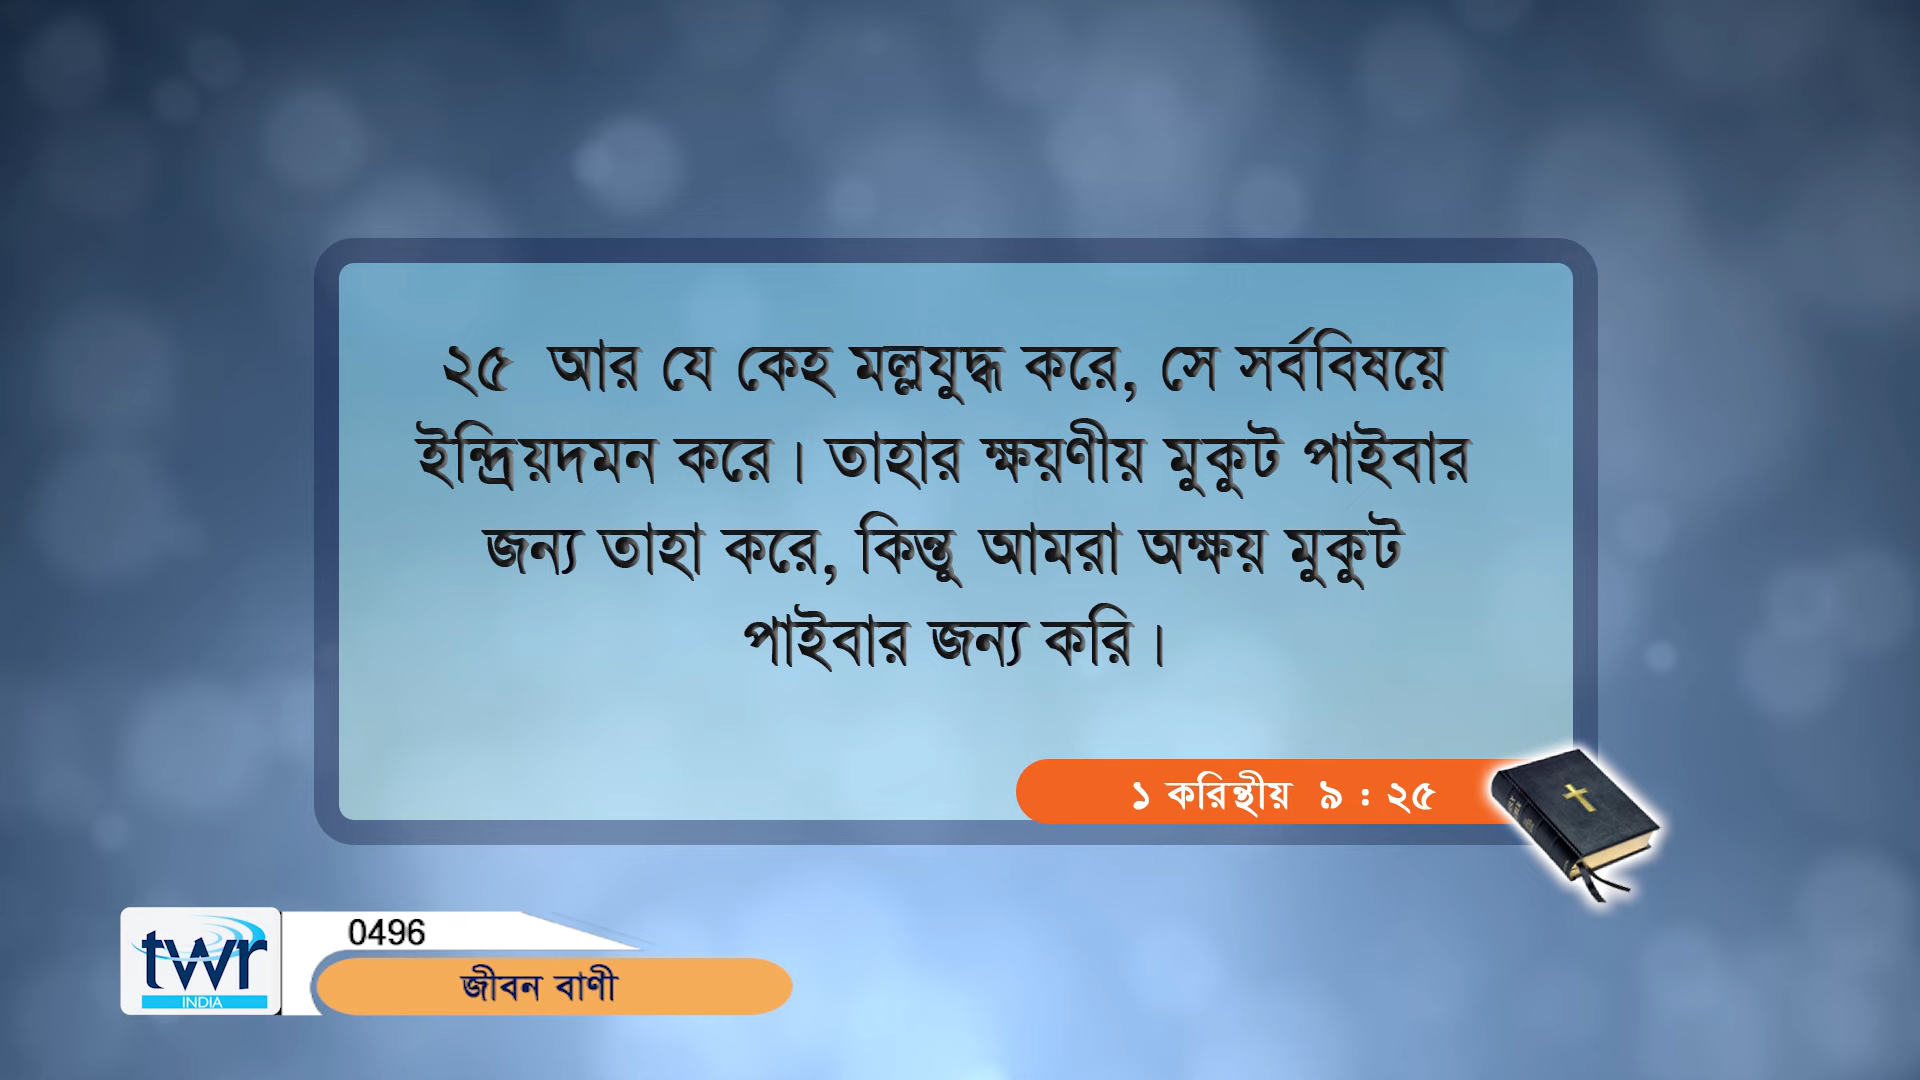 ২৫ আর যে কেহ মল্লযুদ্ধ করে, সে সর্ববিষয়ে
ইন্দ্রিয়দমন করে। তাহার ক্ষয়ণীয় মুকুট পাইবার
জন্য তাহা করে, কিন্তু আমরা অক্ষয় মুকুট
পাইবার জন্য করি।
১ করিন্থীয় ৯ : ২৫
twr
INDIA
0496
জীবন বাণী